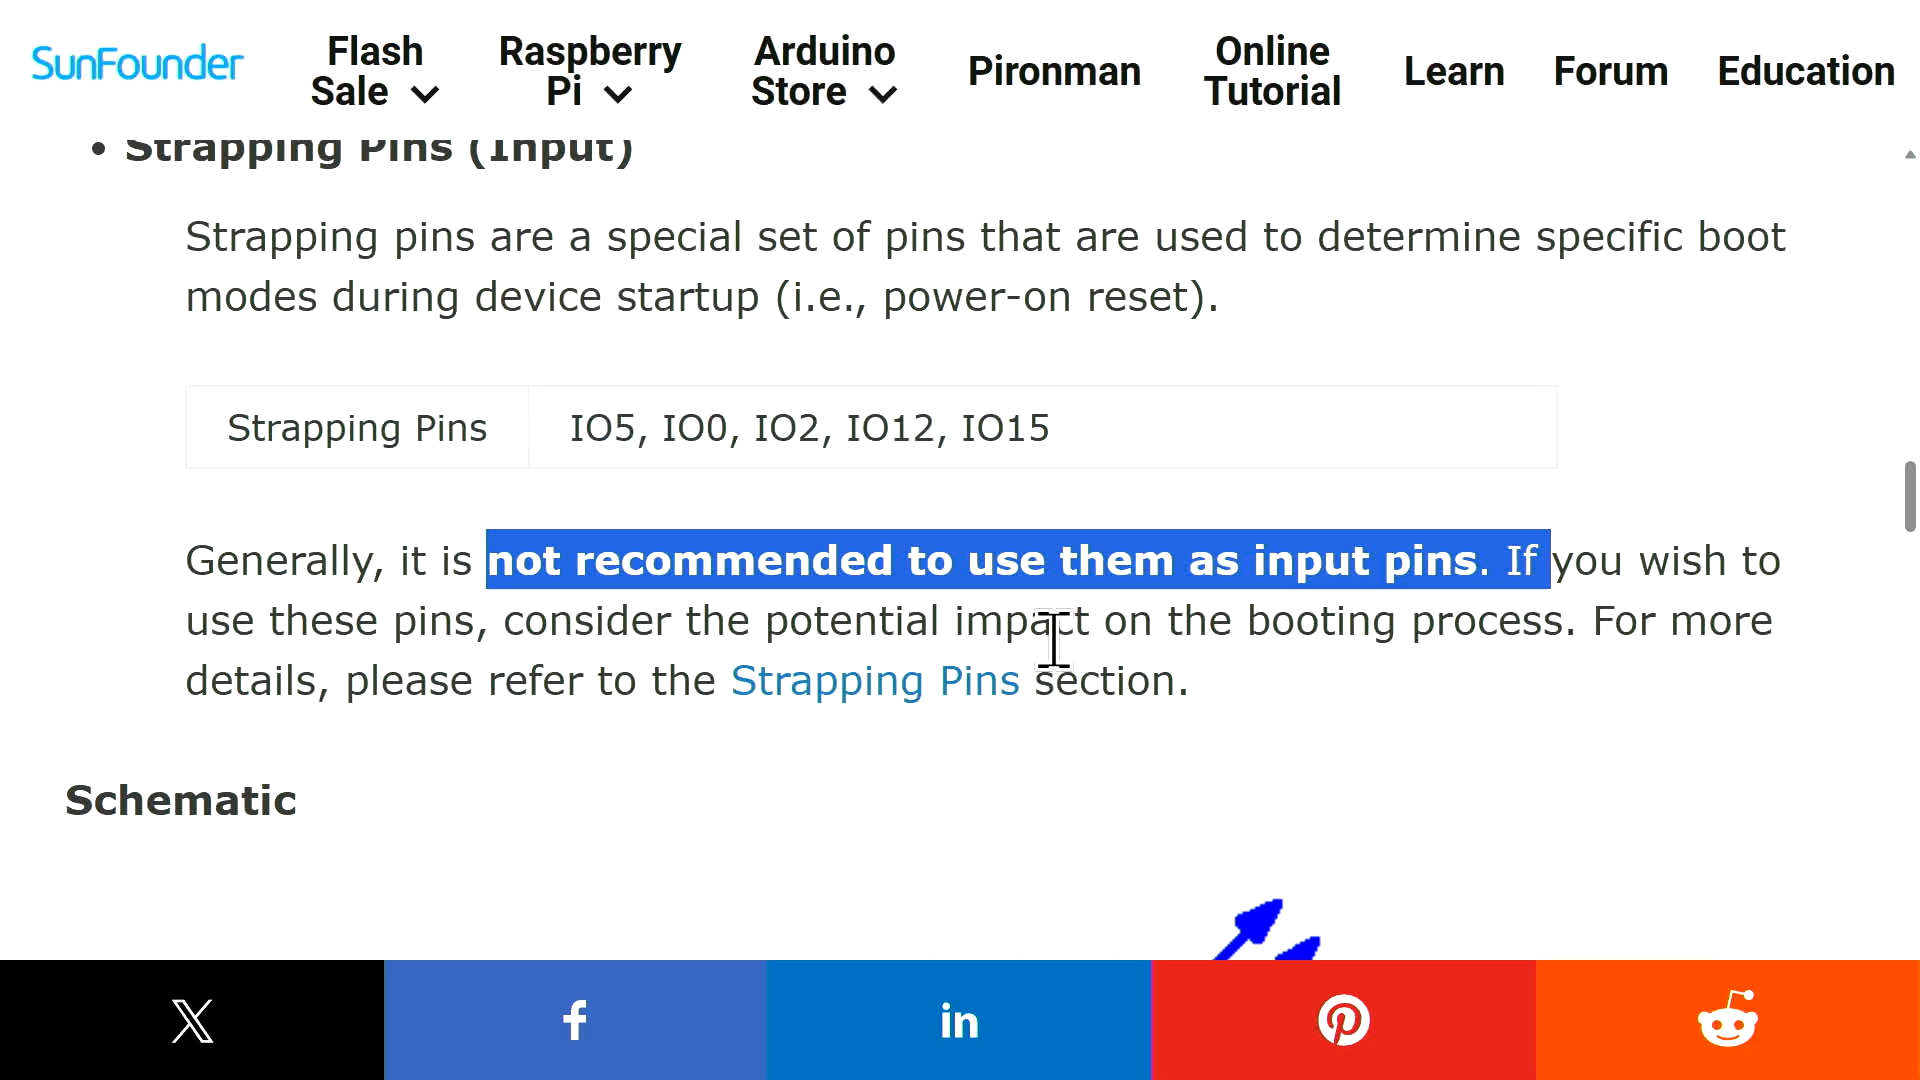 SunFounder
Flash
Sale
Raspberry
Pi
Arduino
Store
Pironman
Online
Tutorial
Learn
Forum
Education
Strapping Pins (Input)
Strapping pins are a special set of pins that are used to determine specific boot
modes during device startup (i.e., power-on reset).
Strapping Pins
IO5, IO0, IO2, IO12, IO15
Generally, it is not recommended to use them as input pins. If you wish to
use these pins, consider the potential impact on the booting process. For more
details, please refer to the Strapping Pins section.
Schematic